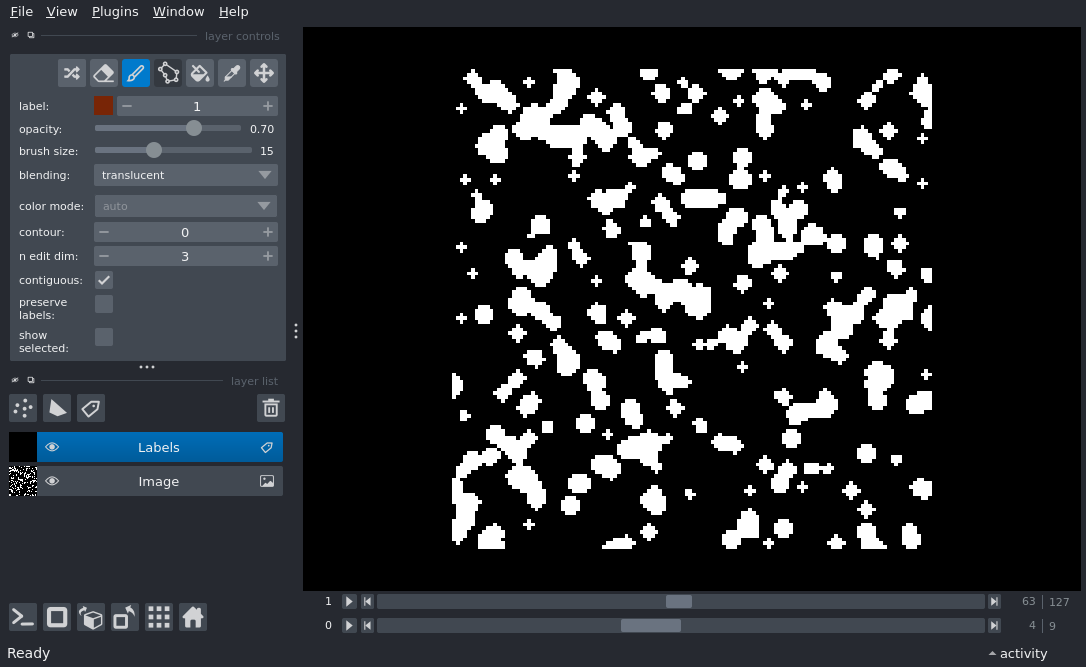 File View Plugins Window Help
layer controls
label: 1
opacity: 0.70
brush size: 15
blending: translucent
color mode: auto
contour: 0
n edit dim: 3
contiguous:
preserve
labels:
show
selected:
layer list
Labels
Image
1 63 127
0 4 9
Ready activity